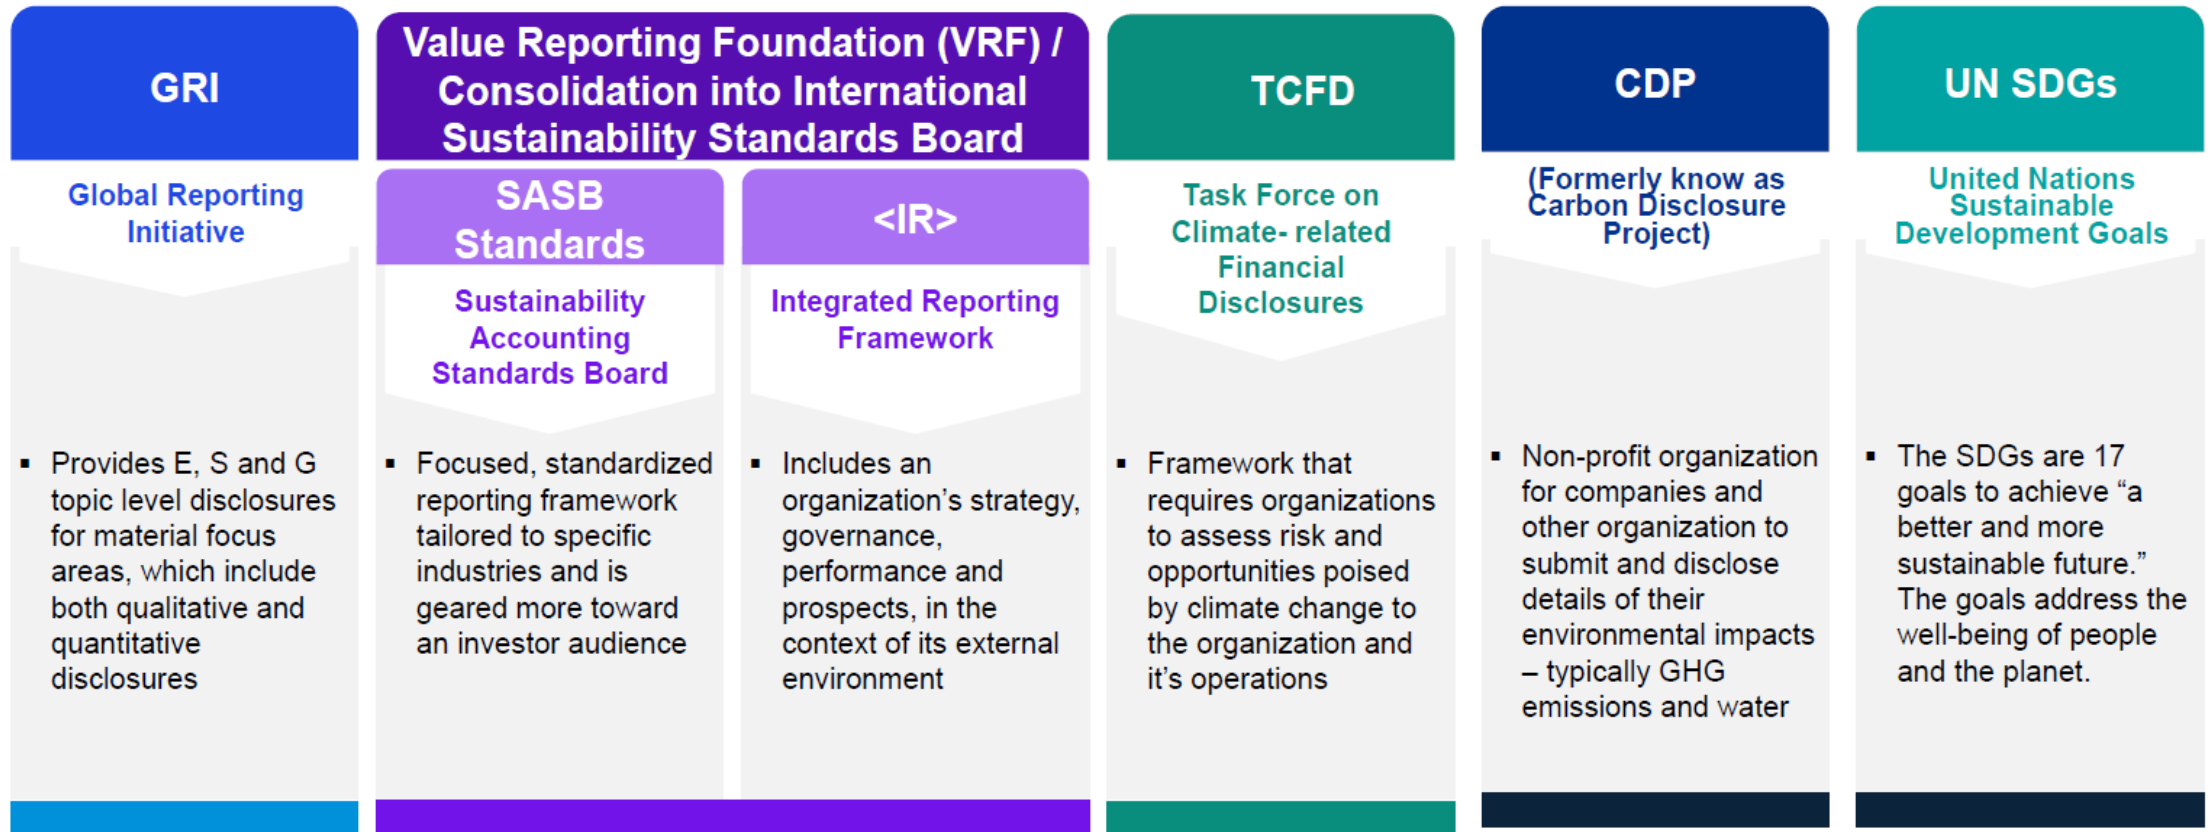 GRI
Global Reporting
Initiative
▪ Provides E, S and G
topic level disclosures
for material focus
areas, which include
both qualitative and
quantitative
disclosures
Value Reporting Foundation (VRF) /
Consolidation into International
Sustainability Standards Board
SASB
Standards
Sustainability
Accounting
Standards Board
▪ Focused, standardized
reporting framework
tailored to specific
industries and is
geared more toward
an investor audience
<IR>
Integrated Reporting
Framework
▪ Includes an
organization’s strategy,
governance,
performance and
prospects, in the
context of its external
environment
TCFD
Task Force on
Climate- related
Financial
Disclosures
▪ Framework that
requires organizations
to assess risk and
opportunities poised
by climate change to
the organization and
it’s operations
CDP
(Formerly know as
Carbon Disclosure
Project)
▪ Non-profit organization
for companies and
other organization to
submit and disclose
details of their
environmental impacts
– typically GHG
emissions and water
UN SDGs
United Nations
Sustainable
Development Goals
▪ The SDGs are 17
goals to achieve “a
better and more
sustainable future.”
The goals address the
well-being of people
and the planet.